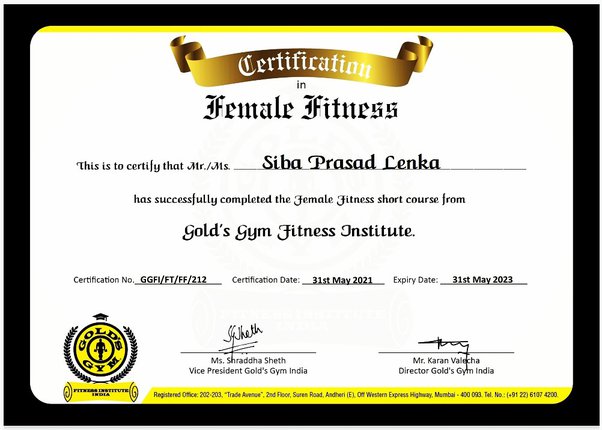 Certification
in
Female Fitness
This is to certify that Mr./Ms. Siba Prasad Lenka
has successfully completed the Female Fitness short course from
Gold's Gym Fitness Institute.
Certification No. GGFI/FT/FF/212 Certification Date: 31st May 2021 Expiry Date: 31st May 2023
FITNESS INSTITUTE
INDIA
GOLD'S
GYM
FITNESS INSTITUTE
INDIA
Ms. Shraddha Sheth
Vice President Gold's Gym India
Mr. Karan Valecha
Director Gold's Gym India
Registered Office: 202-203, "Trade Avenue", 2nd Floor, Suren Road, Andheri (E), Off Western Express Highway, Mumbai - 400 093. Tel. No.: (+91 22) 6107 4200.